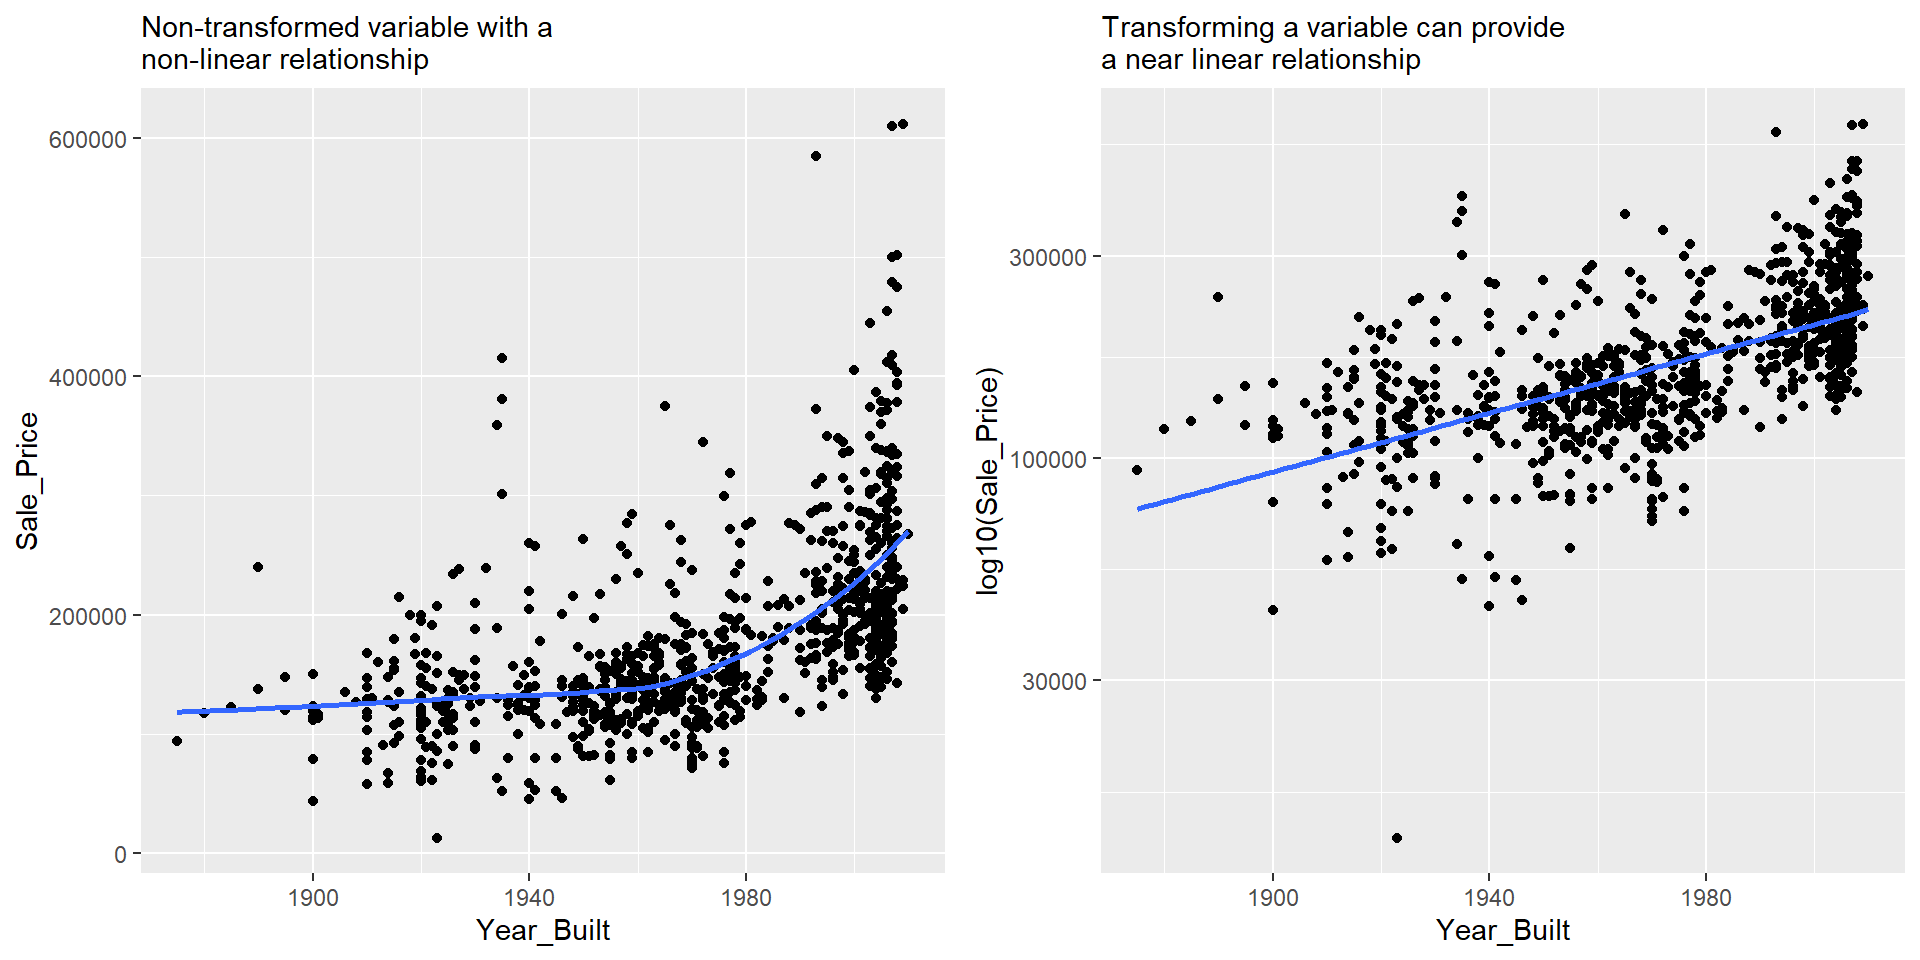 Non-transformed variable with a
non-linear relationship
600000
400000
200000
0
Sale_Price
1900
1940
1980
Year_Built
Transforming a variable can provide
a near linear relationship
300000
100000
30000
log10(Sale_Price)
1900
1940
1980
Year_Built